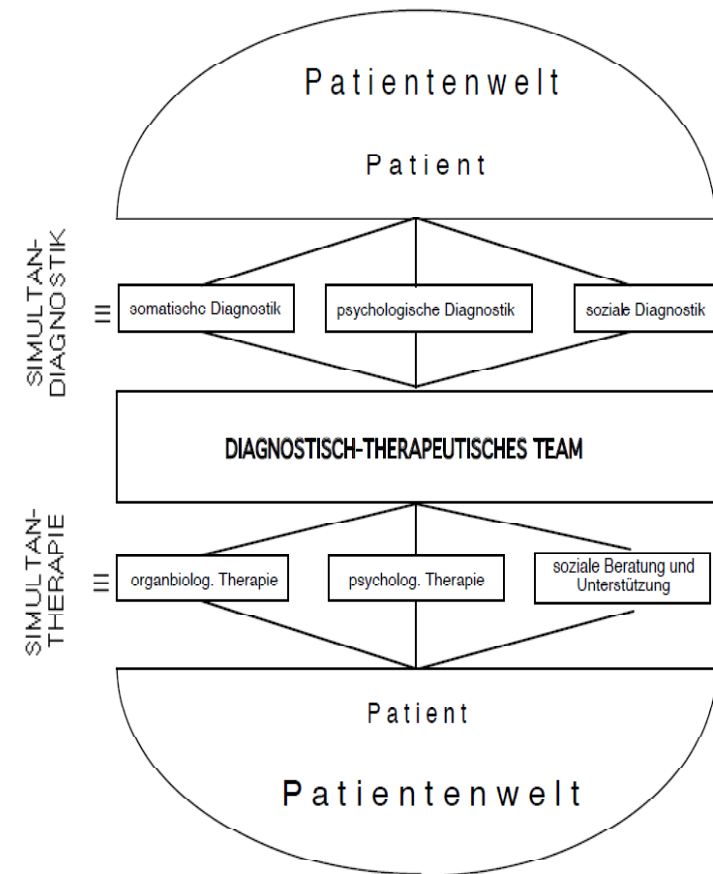 Patientenwelt
Patient
SIMULTAN-
DIAGNOSTIK
somatische Diagnostik
psychologische Diagnostik
soziale Diagnostik
DIAGNOSTISCH-THERAPEUTISCHES TEAM
SIMULTAN-
THERAPIE
organbiolog. Therapie
psycholog. Therapie
soziale Beratung und
Unterstützung
Patient
Patientenwelt